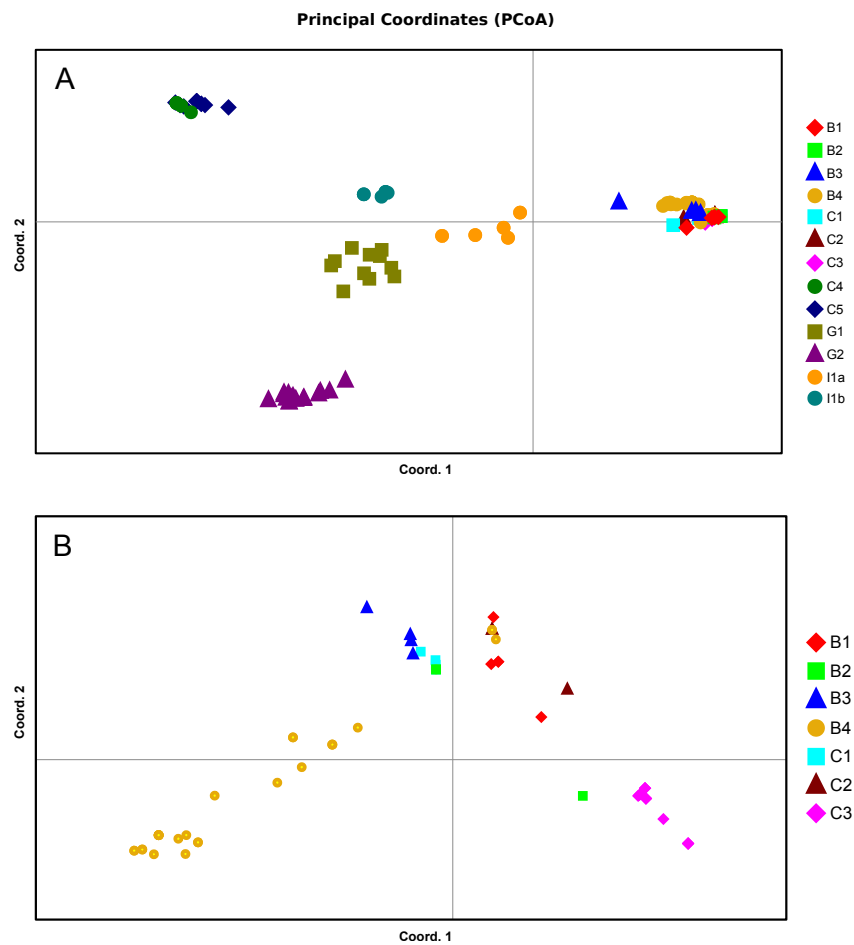 Principal Coordinates (PCoA)
A
Coord. 2
Coord. 1
B1
B2
B3
B4
C1
C2
C3
C4
C5
G1
G2
I1a
I1b
B
Coord. 2
Coord. 1
B1
B2
B3
B4
C1
C2
C3